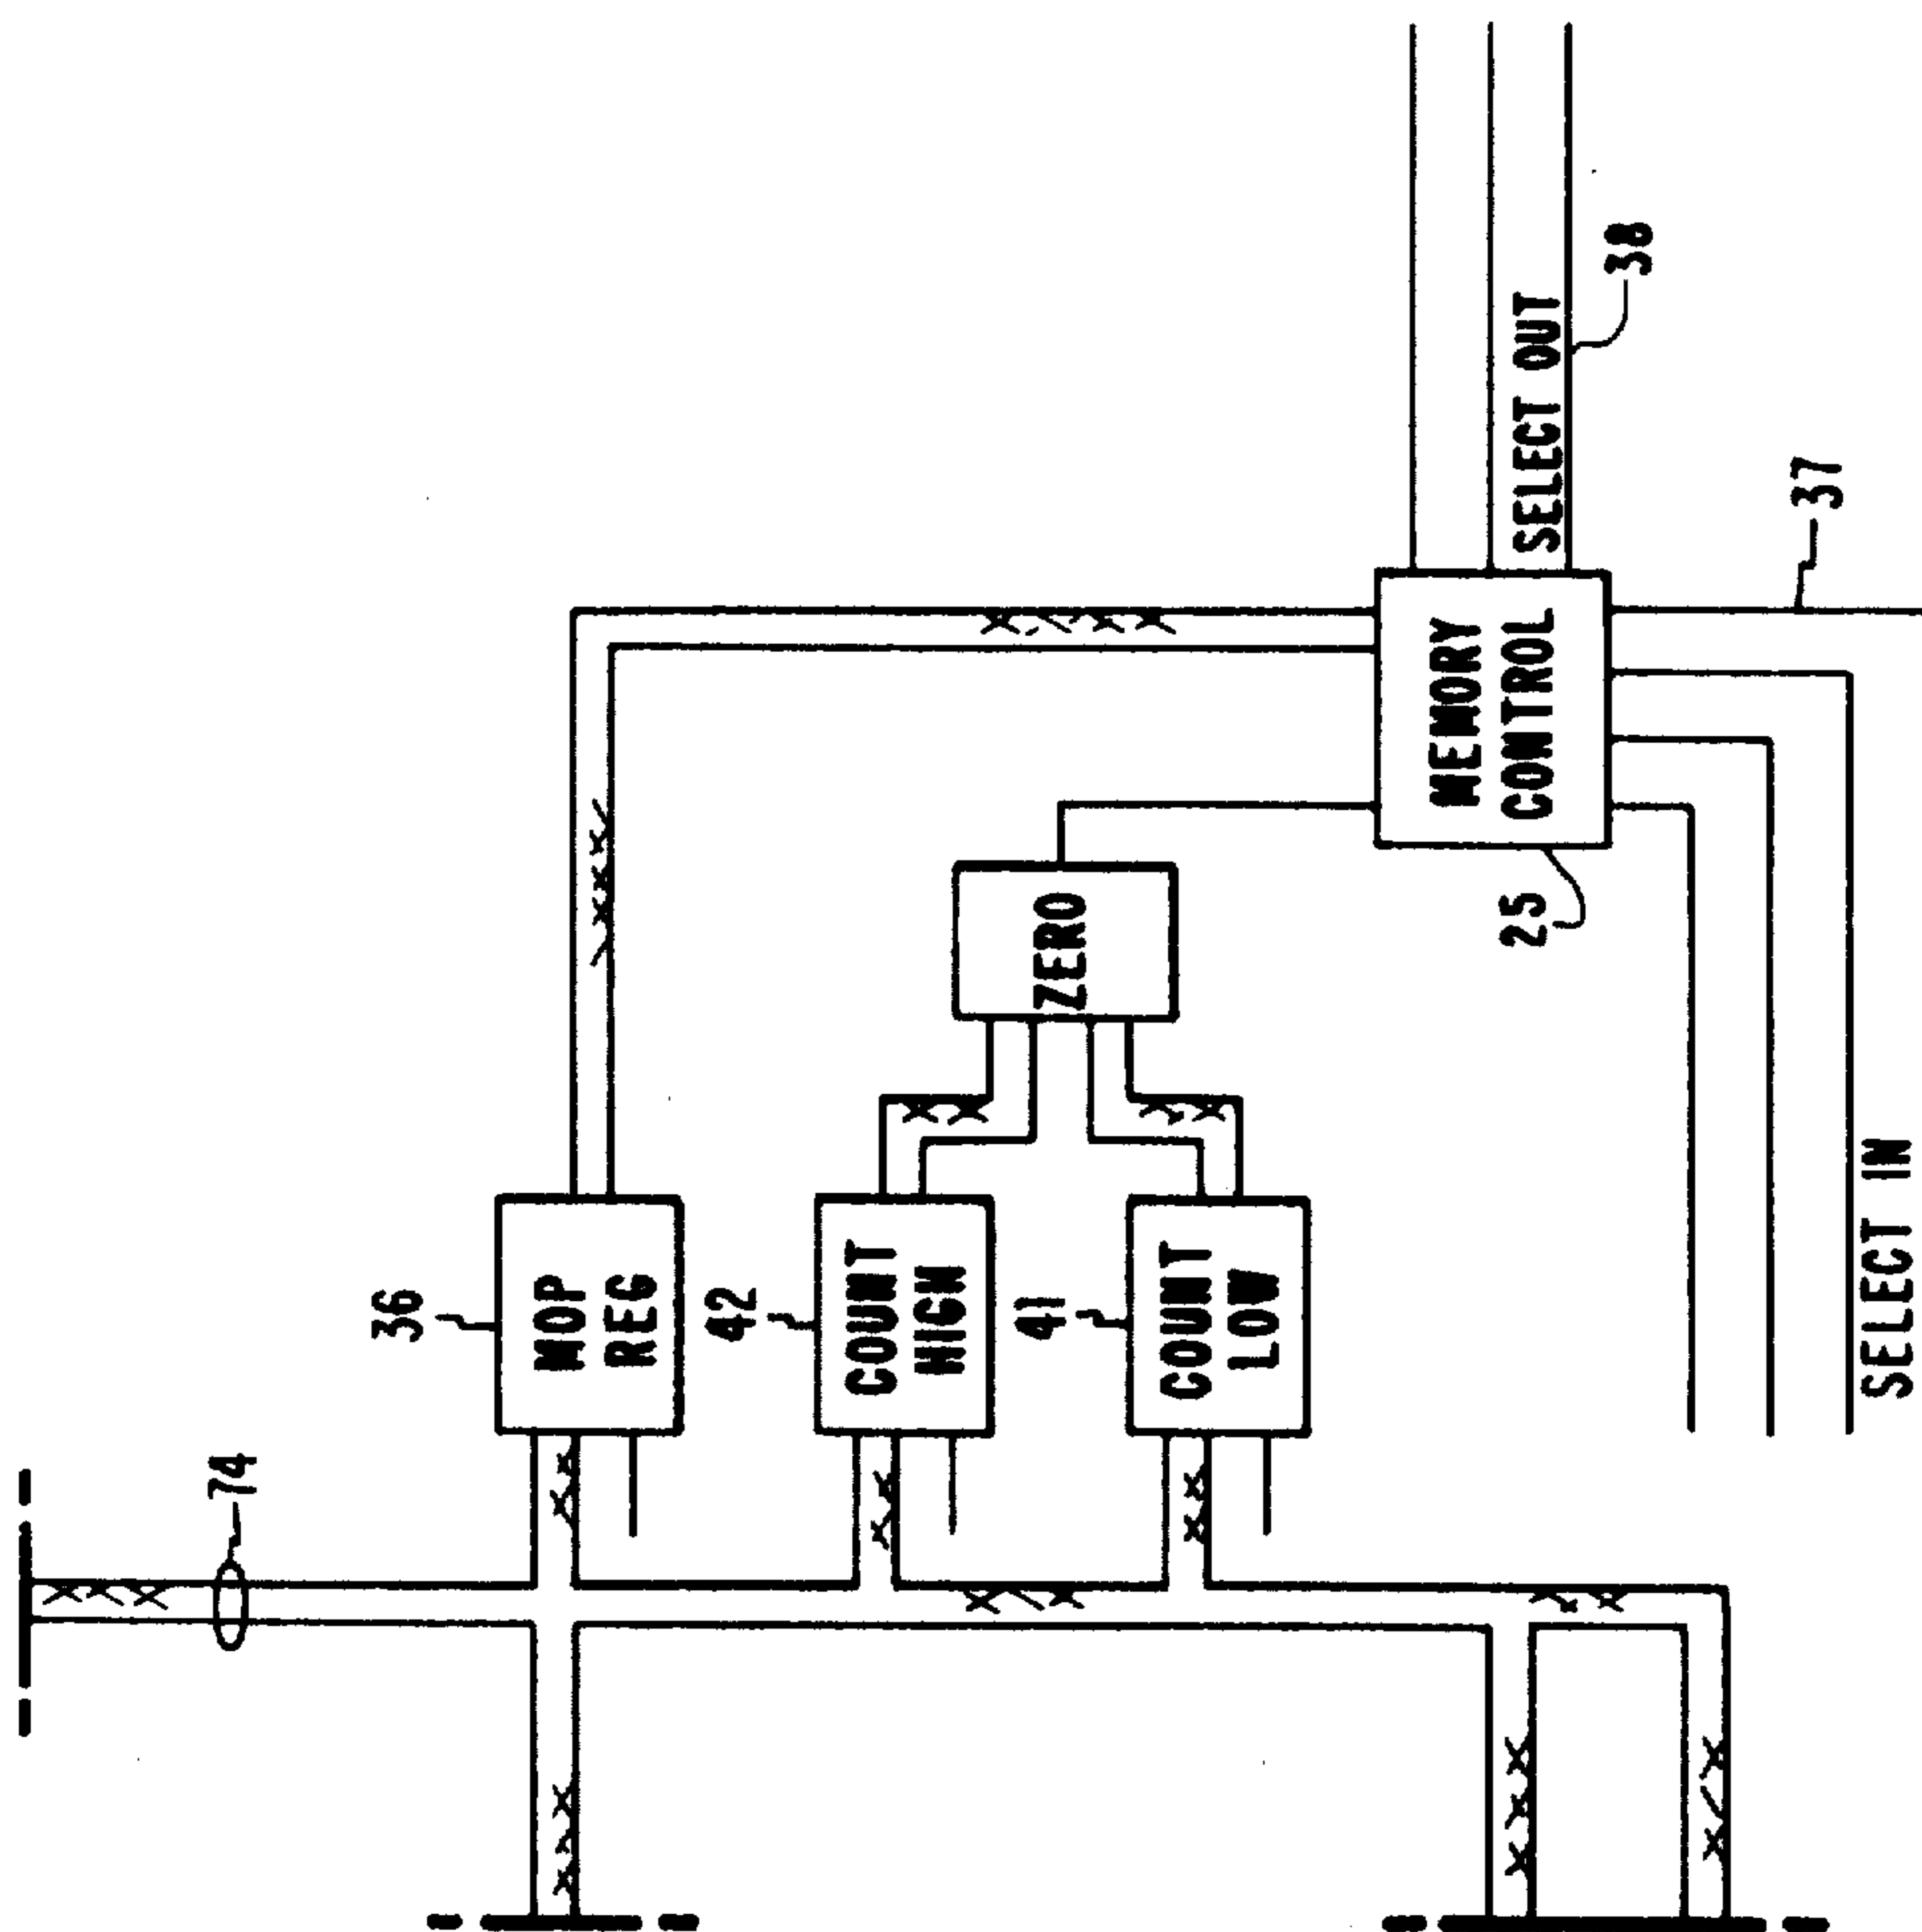 74
36
MOP
REG
42
COUNT
HIGN
41
COUNT
LOW
ZERO
25
MEMORY
CONTROL
SELECT OUT
38
37
SELECT IN